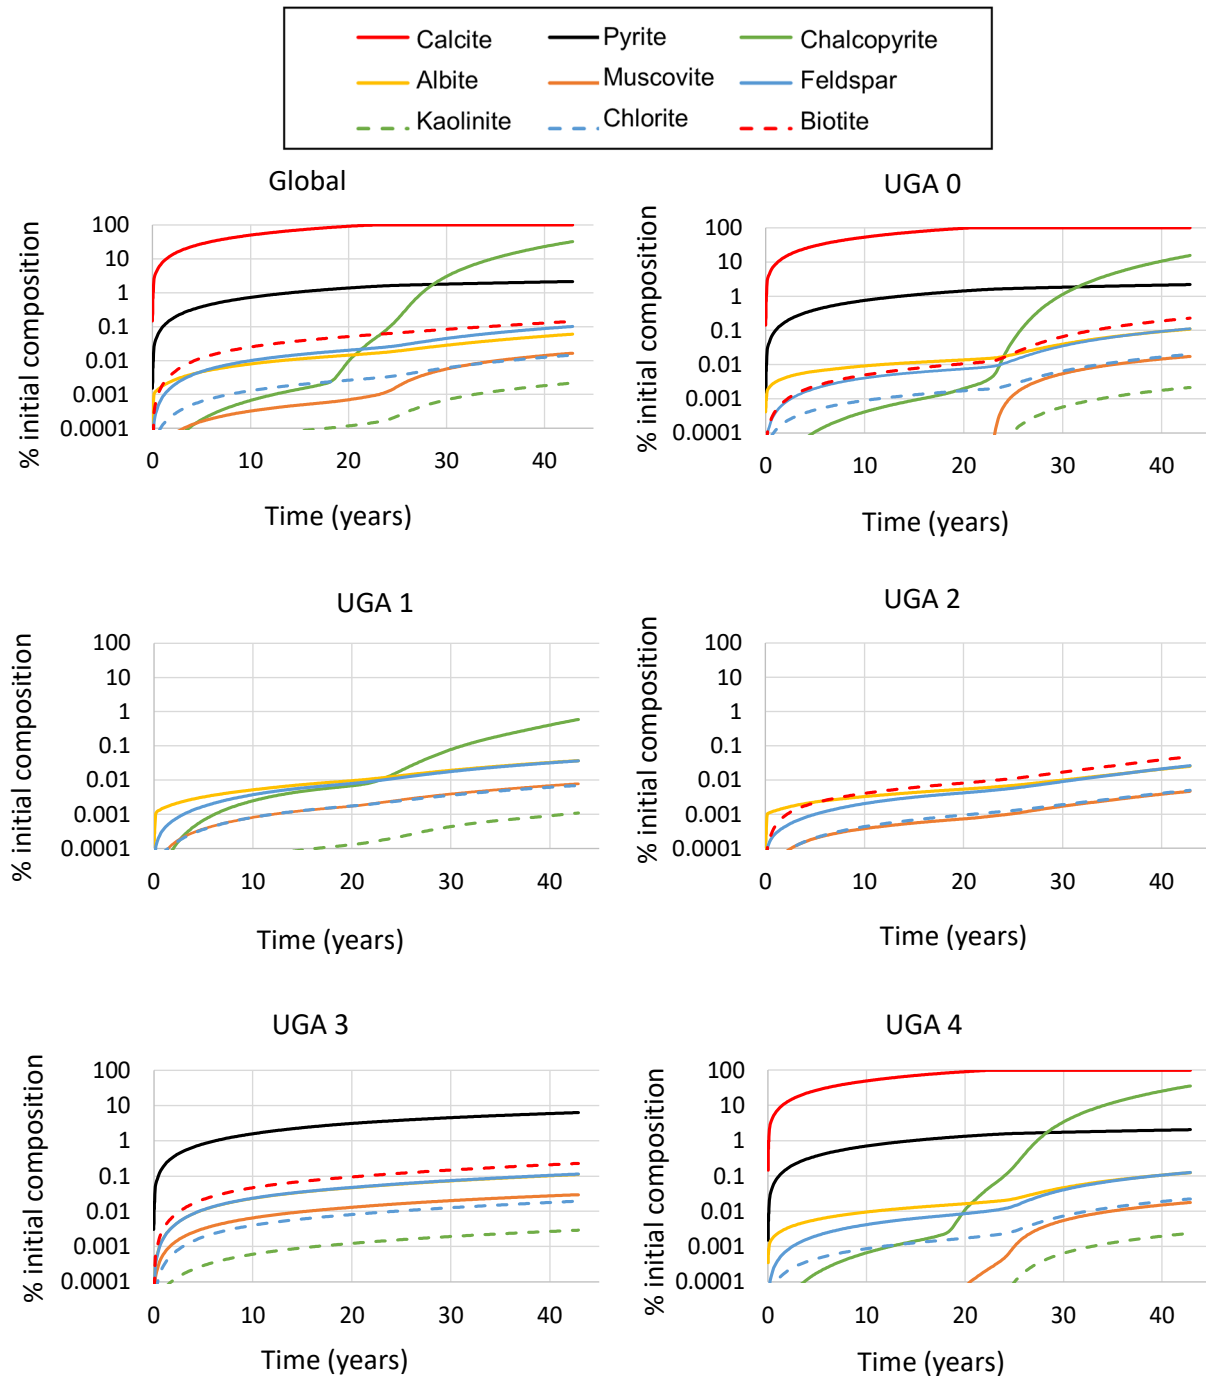 Calcite Pyrite Chalcopyrite
Albite Muscovite Feldspar
Kaolinite Chlorite Biotite
Global
% initial composition
100
10
1
0.1
0.01
0.001
0.0001
0 10 20 30 40
Time (years)
UGA 0
% initial composition
100
10
1
0.1
0.01
0.001
0.0001
0 10 20 30 40
Time (years)
UGA 1
% initial composition
100
10
1
0.1
0.01
0.001
0.0001
0 10 20 30 40
Time (years)
UGA 2
% initial composition
100
10
1
0.1
0.01
0.001
0.0001
0 10 20 30 40
Time (years)
UGA 3
% initial composition
100
10
1
0.1
0.01
0.001
0.0001
0 10 20 30 40
Time (years)
UGA 4
% initial composition
100
10
1
0.1
0.01
0.001
0.0001
0 10 20 30 40
Time (years)